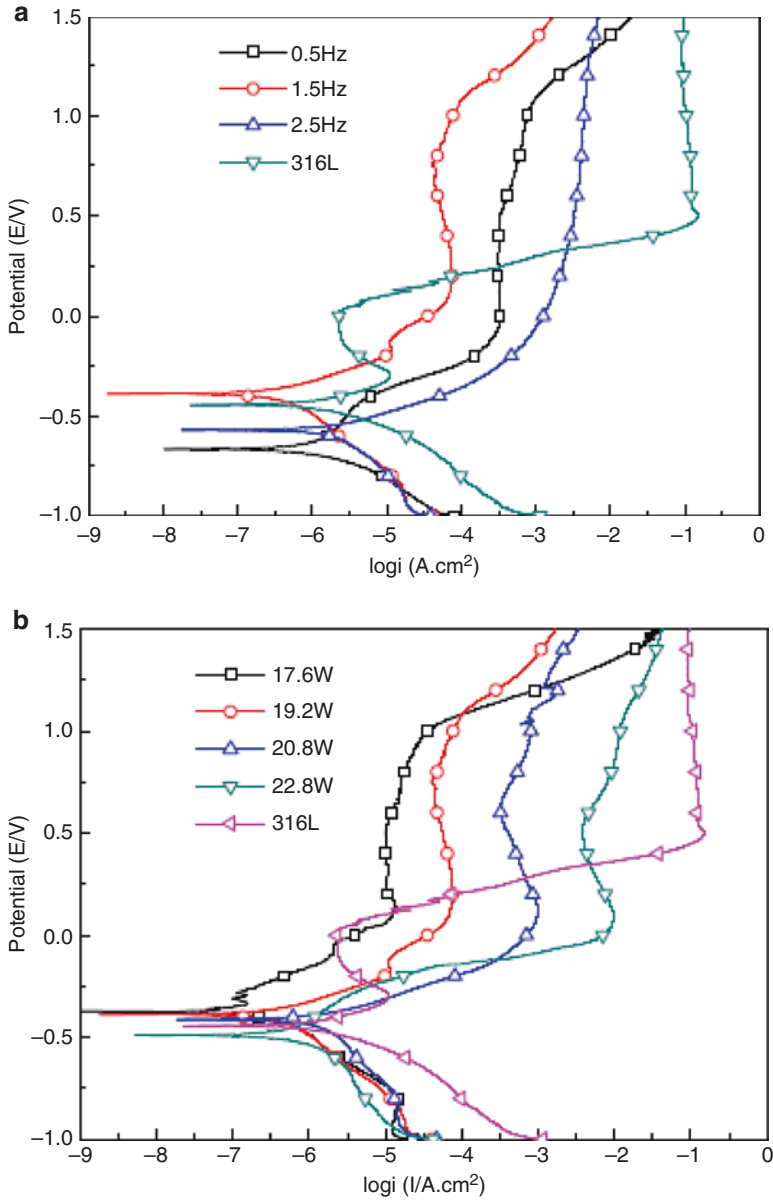 a
1.5
1.0
0.5
0.0
−0.5
−1.0
Potential (E/V)
0.5Hz
1.5Hz
2.5Hz
316L
−9 −8 −7 −6 −5 −4 −3 −2 −1 0
logi (A.cm²)
b
1.5
1.0
0.5
0.0
−0.5
−1.0
Potential (E/V)
17.6W
19.2W
20.8W
22.8W
316L
−9 −8 −7 −6 −5 −4 −3 −2 −1 0
logi (I/A.cm²)